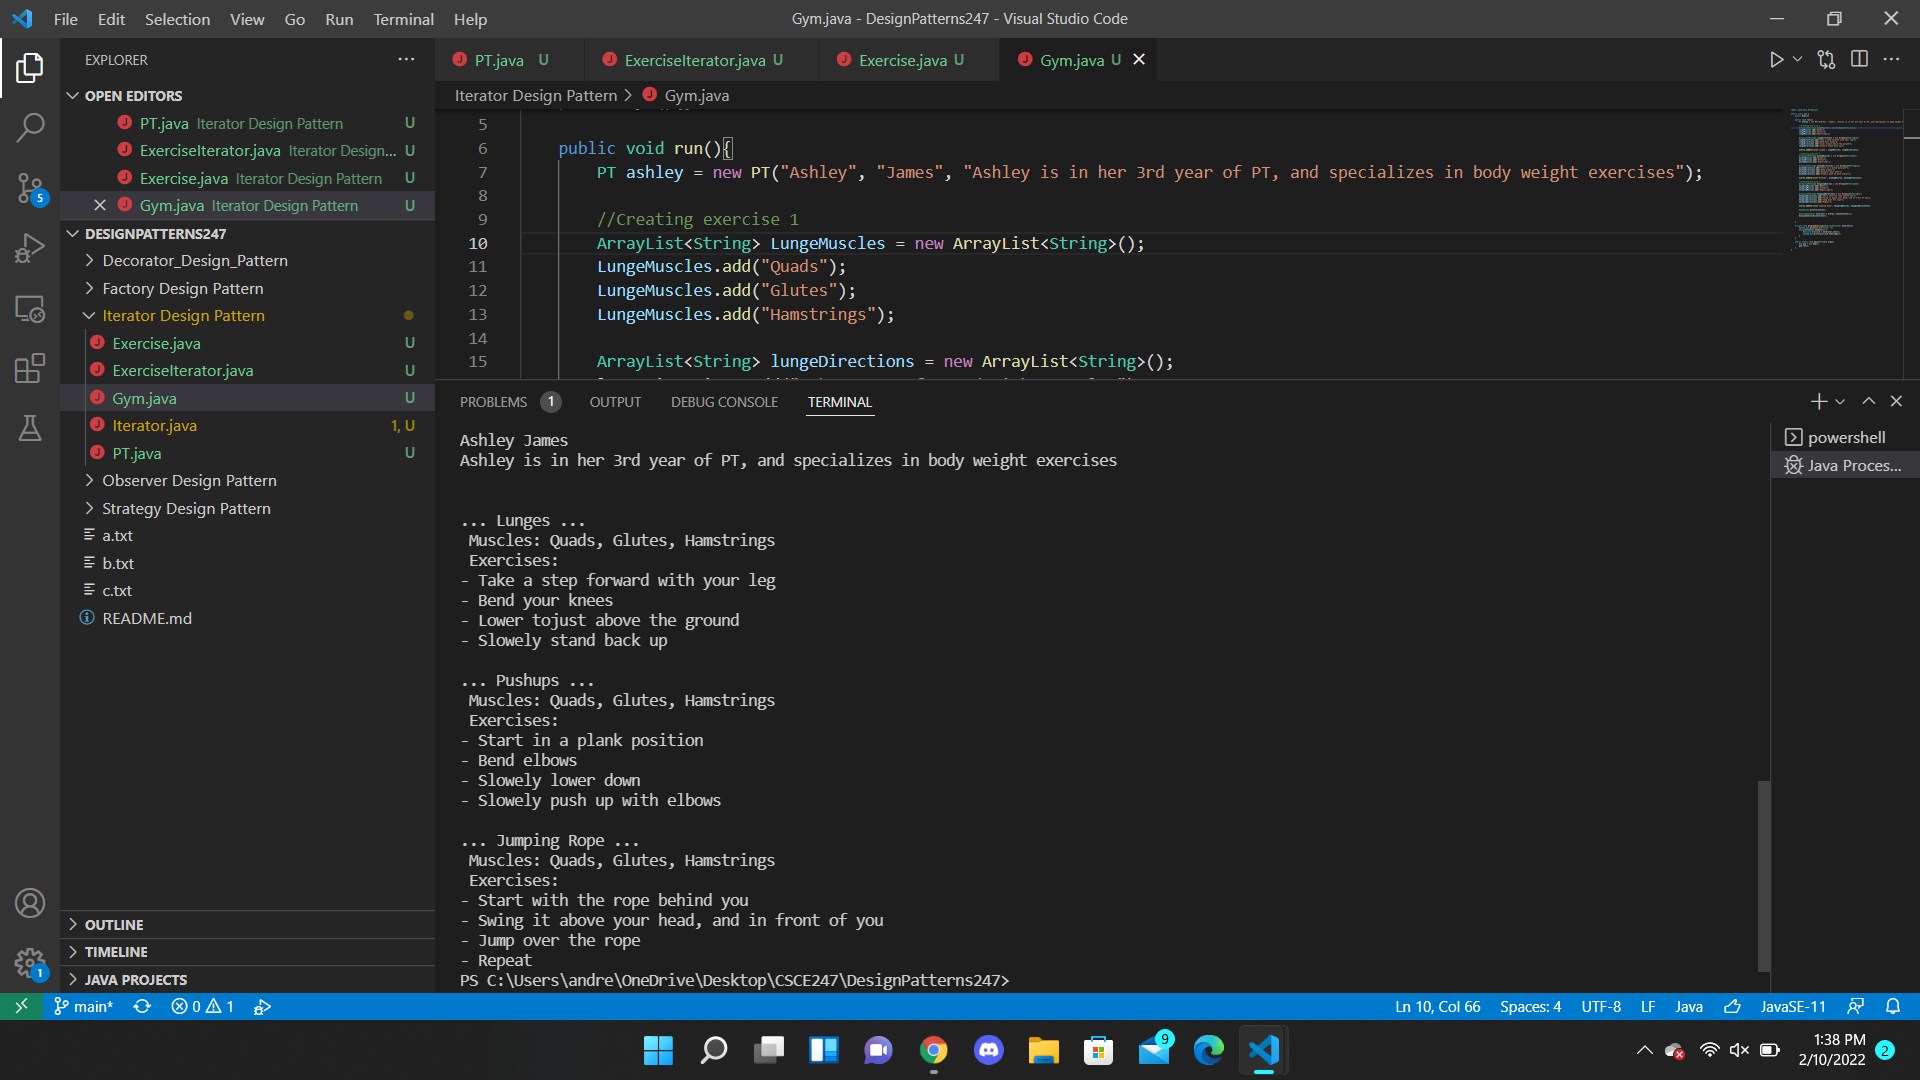 File Edit Selection View Go Run Terminal Help
Gym.java - DesignPatterns247 - Visual Studio Code
EXPLORER
OPEN EDITORS
PT.java Iterator Design Pattern U
ExerciseIterator.java Iterator Design... U
Exercise.java Iterator Design Pattern U
Gym.java Iterator Design Pattern U
DESIGNPATTERNS247
Decorator_Design_Pattern
Factory Design Pattern
Iterator Design Pattern
Exercise.java U
ExerciseIterator.java U
Gym.java U
Iterator.java 1, U
PT.java U
Observer Design Pattern
Strategy Design Pattern
a.txt
b.txt
c.txt
README.md
OUTLINE
TIMELINE
JAVA PROJECTS
5
1
PT.java U ExerciseIterator.java U Exercise.java U Gym.java U
Iterator Design Pattern > Gym.java
5
6 public void run(){
7 PT ashley = new PT("Ashley", "James", "Ashley is in her 3rd year of PT, and specializes in body weight exercises");
8
9 //Creating exercise 1
10 ArrayList<String> LungeMuscles = new ArrayList<String>();
11 LungeMuscles.add("Quads");
12 LungeMuscles.add("Glutes");
13 LungeMuscles.add("Hamstrings");
14
15 ArrayList<String> lungeDirections = new ArrayList<String>();
PROBLEMS 1 OUTPUT DEBUG CONSOLE TERMINAL
Ashley James
Ashley is in her 3rd year of PT, and specializes in body weight exercises
... Lunges ...
Muscles: Quads, Glutes, Hamstrings
Exercises:
- Take a step forward with your leg
- Bend your knees
- Lower tojust above the ground
- Slowely stand back up
... Pushups ...
Muscles: Quads, Glutes, Hamstrings
Exercises:
- Start in a plank position
- Bend elbows
- Slowely lower down
- Slowely push up with elbows
... Jumping Rope ...
Muscles: Quads, Glutes, Hamstrings
Exercises:
- Start with the rope behind you
- Swing it above your head, and in front of you
- Jump over the rope
- Repeat
PS C:\Users\andre\OneDrive\Desktop\CSCE247\DesignPatterns247>
powershell
Java Proces...
main* 0 1
Ln 10, Col 66 Spaces: 4 UTF-8 LF Java JavaSE-11
9
1:38 PM
2/10/2022
2